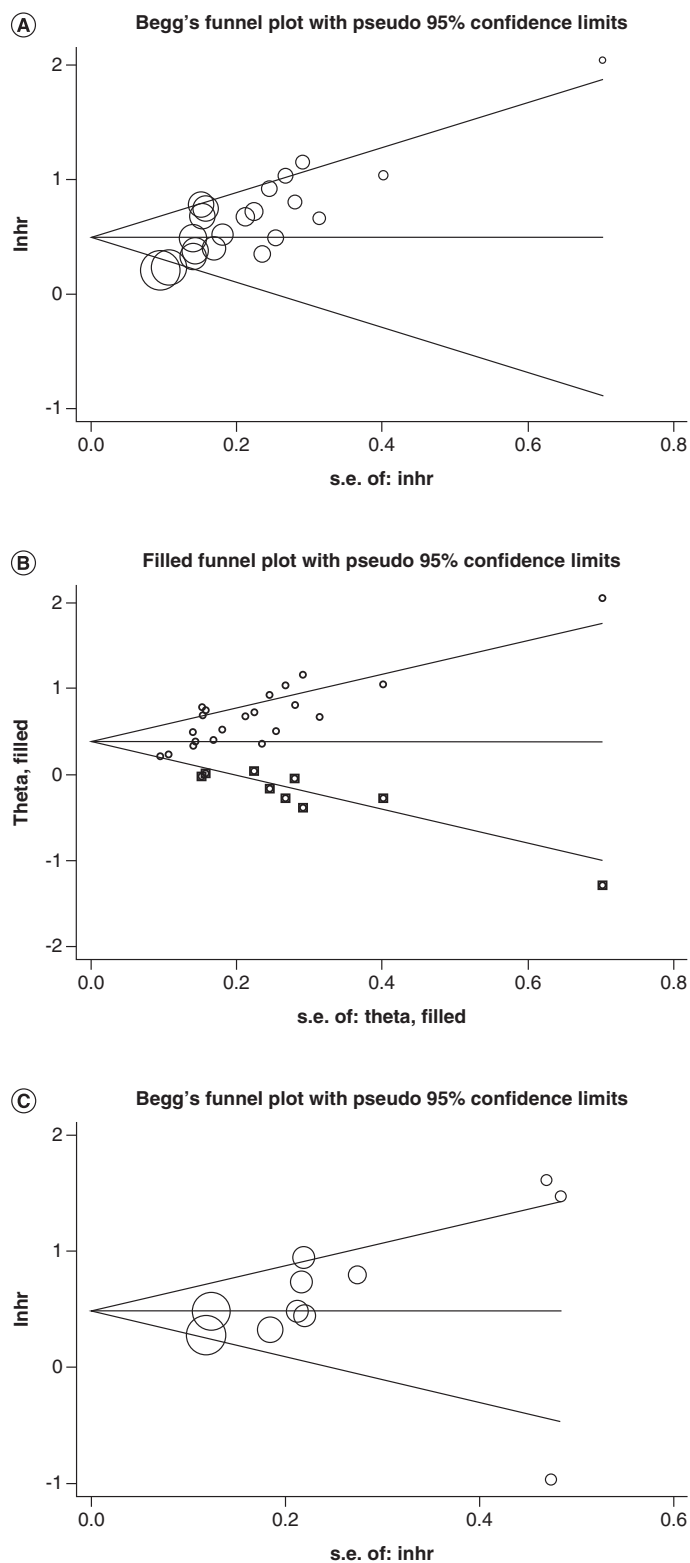 A
Begg's funnel plot with pseudo 95% confidence limits
2
1
0
-1
lnhr
0.0 0.2 0.4 0.6 0.8
s.e. of: inhr
B
Filled funnel plot with pseudo 95% confidence limits
2
1
0
-1
-2
Theta, filled
0.0 0.2 0.4 0.6 0.8
s.e. of: theta, filled
C
Begg's funnel plot with pseudo 95% confidence limits
2
1
0
-1
lnhr
0.0 0.2 0.4 0.6
s.e. of: inhr